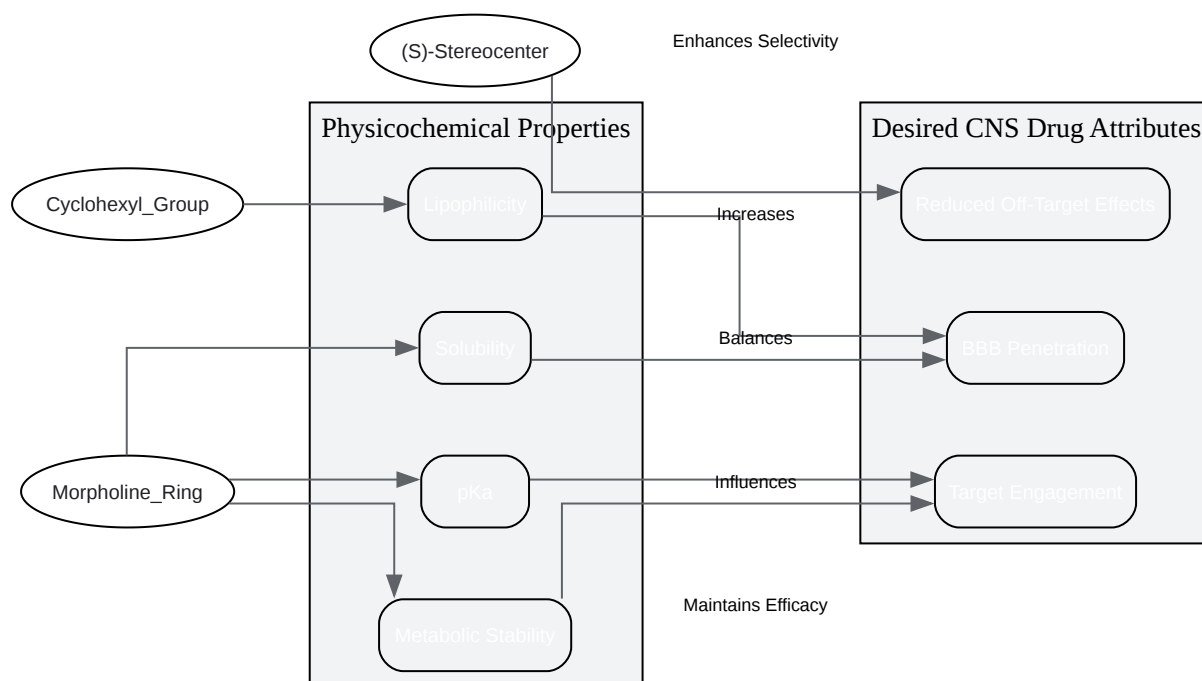 (S)-Stereocenter
Enhances Selectivity
Physicochemical Properties
Desired CNS Drug Attributes
Cyclohexyl_Group
Lipophilicity
Increases
Reduced Off-Target Effects
Solubility
Balances
BBB Penetration
Morpholine_Ring
pKa
Influences
Target Engagement
Maintains Efficacy
Metabolic Stability